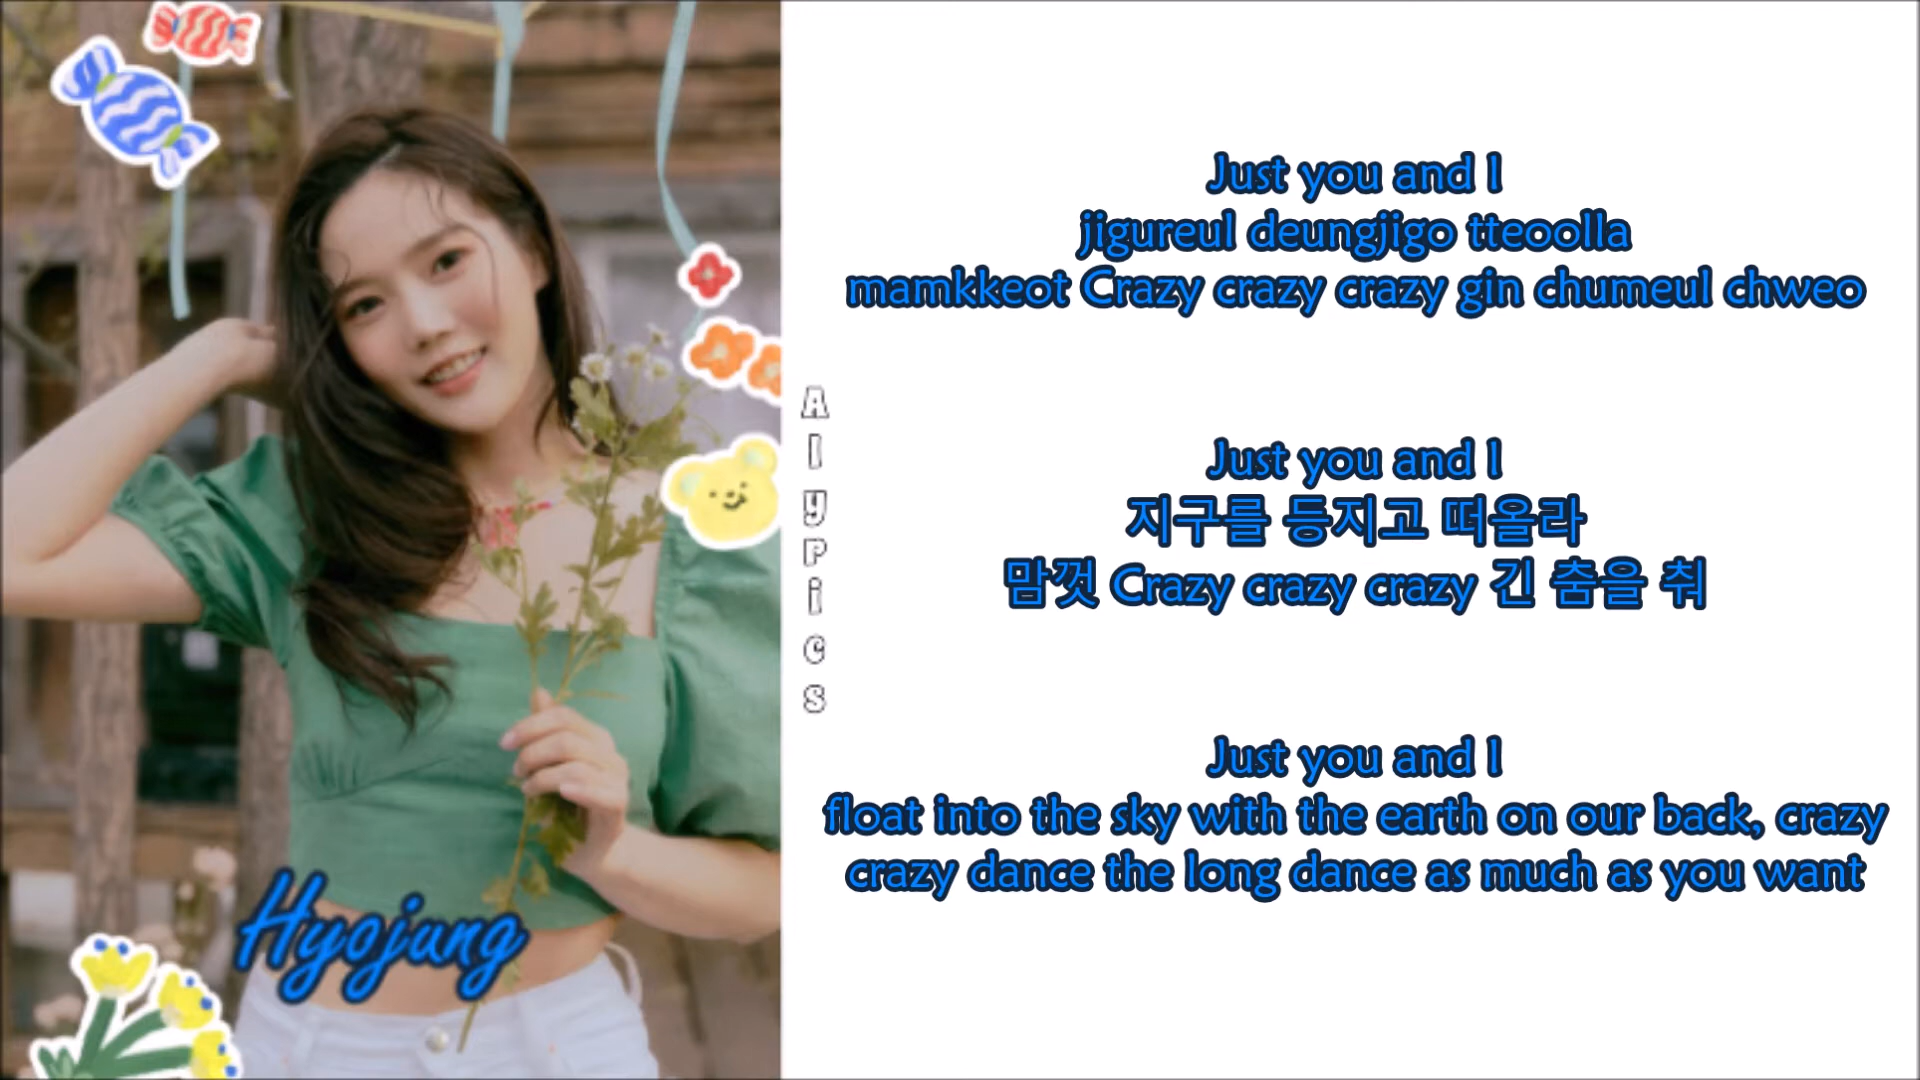 Just you and I
jigureul deungjigo tteoolla
mamkkeot Crazy crazy crazy gin chumeul chweo
Just you and I
지구를 등지고 떠올라
맘껏 Crazy crazy crazy 긴 춤을 춰
Just you and I
float into the sky with the earth on our back, crazy
crazy dance the long dance as much as you want
Alypics
Hyojung